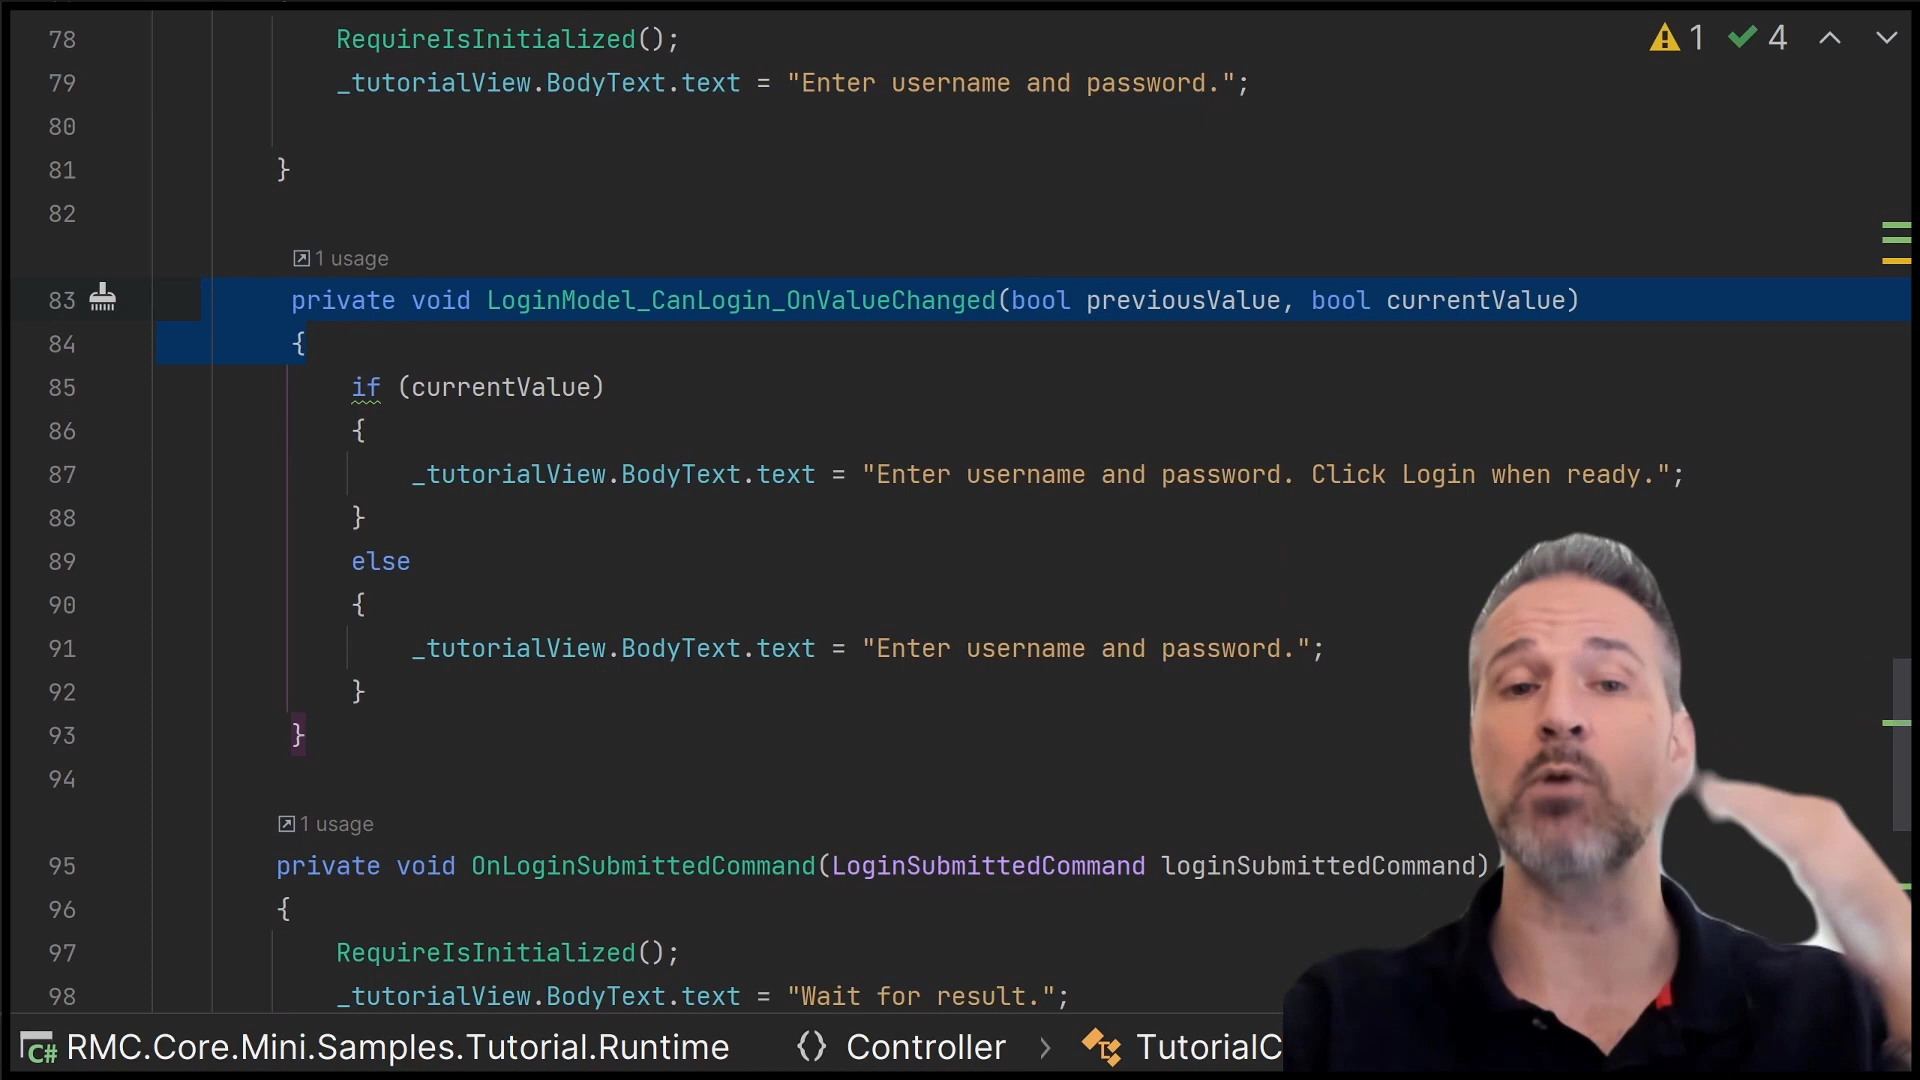 78 RequireIsInitialized();
79 _tutorialView.BodyText.text = "Enter username and password.";
80
81 }
82
1 usage
83 private void LoginModel_CanLogin_OnValueChanged(bool previousValue, bool currentValue)
84 {
85 if (currentValue)
86 {
87 _tutorialView.BodyText.text = "Enter username and password. Click Login when ready.";
88 }
89 else
90 {
91 _tutorialView.BodyText.text = "Enter username and password.";
92 }
93 }
94
1 usage
95 private void OnLoginSubmittedCommand(LoginSubmittedCommand loginSubmittedCommand)
96 {
97 RequireIsInitialized();
98 _tutorialView.BodyText.text = "Wait for result.";
1 4
C# RMC.Core.Mini.Samples.Tutorial.Runtime {} Controller > TutorialC